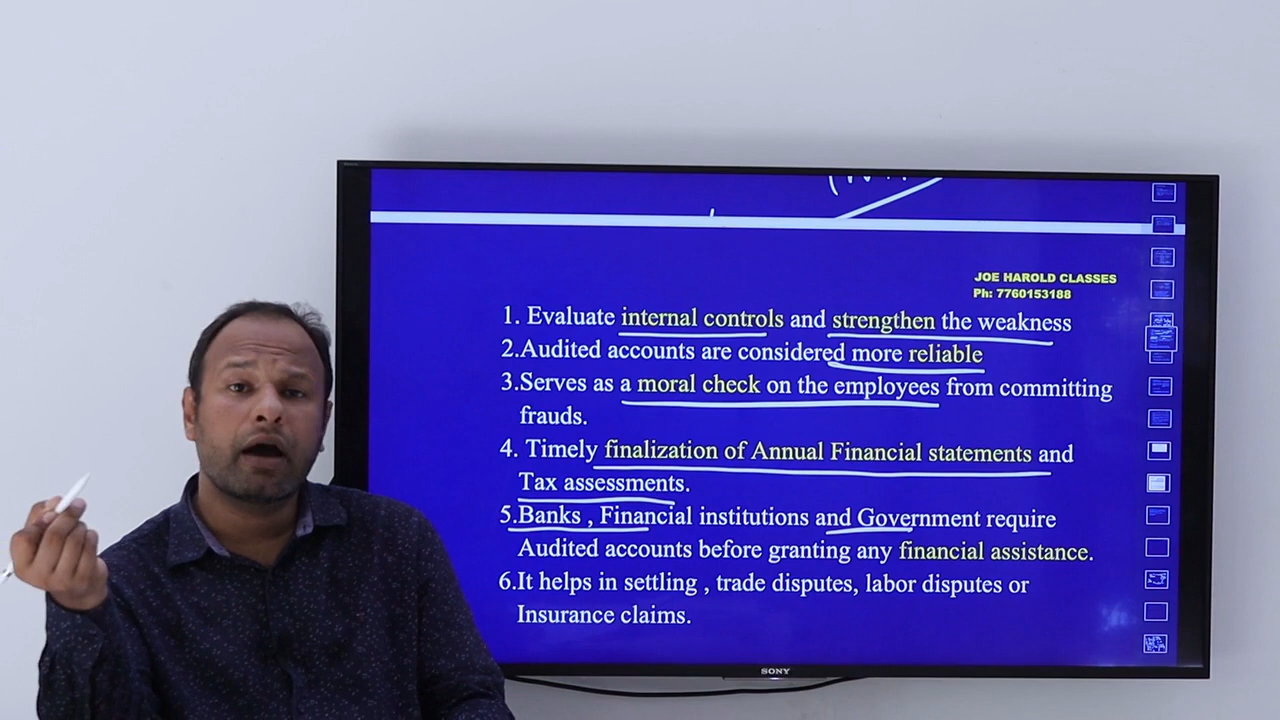 JOE HAROLD CLASSES
Ph: 7760153188
1. Evaluate internal controls and strengthen the weakness
2.Audited accounts are considered more reliable
3.Serves as a moral check on the employees from committing
frauds.
4. Timely finalization of Annual Financial statements and
Tax assessments.
5.Banks , Financial institutions and Government require
Audited accounts before granting any financial assistance.
6.It helps in settling , trade disputes, labor disputes or
Insurance claims.
SONY